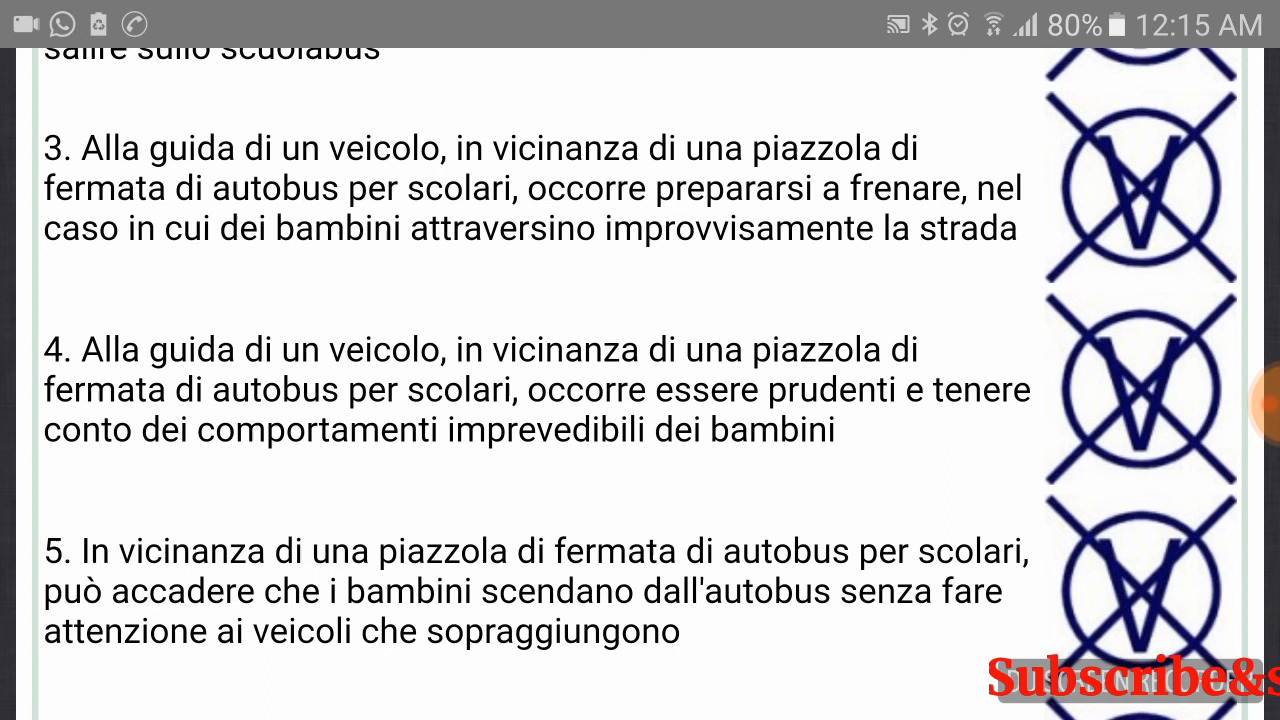 80% 12:15 AM
salire sullo scuolabus
3. Alla guida di un veicolo, in vicinanza di una piazzola di
fermata di autobus per scolari, occorre prepararsi a frenare, nel
caso in cui dei bambini attraversino improvvisamente la strada
V
4. Alla guida di un veicolo, in vicinanza di una piazzola di
fermata di autobus per scolari, occorre essere prudenti e tenere
conto dei comportamenti imprevedibili dei bambini
V
5. In vicinanza di una piazzola di fermata di autobus per scolari,
può accadere che i bambini scendano dall'autobus senza fare
attenzione ai veicoli che sopraggiungono
V
Subscribe&s